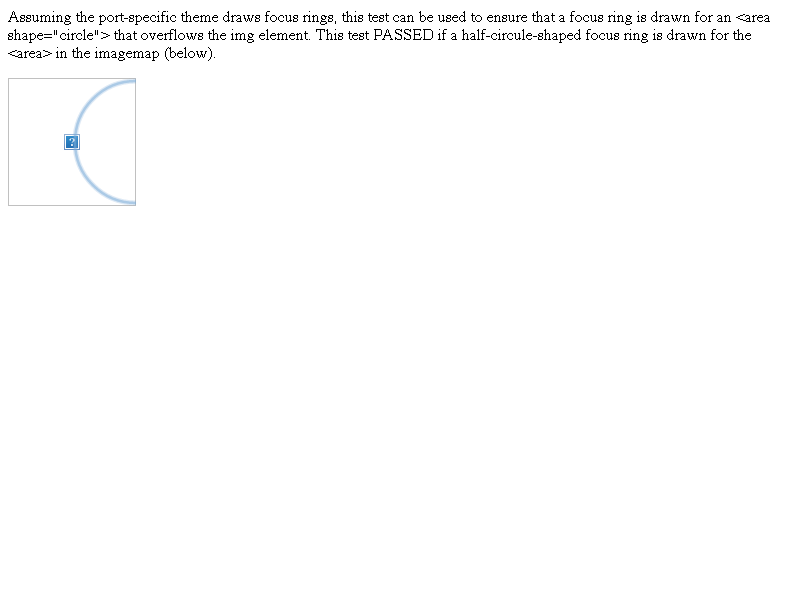 Assuming the port-specific theme draws focus rings, this test can be used to ensure that a focus ring is drawn for an <area
shape="circle"> that overflows the img element. This test PASSED if a half-circule-shaped focus ring is drawn for the
<area> in the imagemap (below).
?